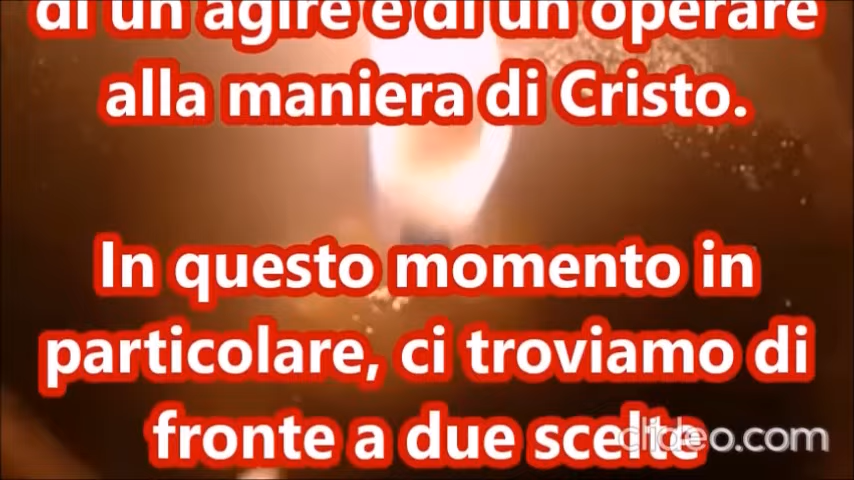 di un agire e di un operare
alla maniera di Cristo.
In questo momento in
particolare, ci troviamo di
fronte a due scelte
clideo.com